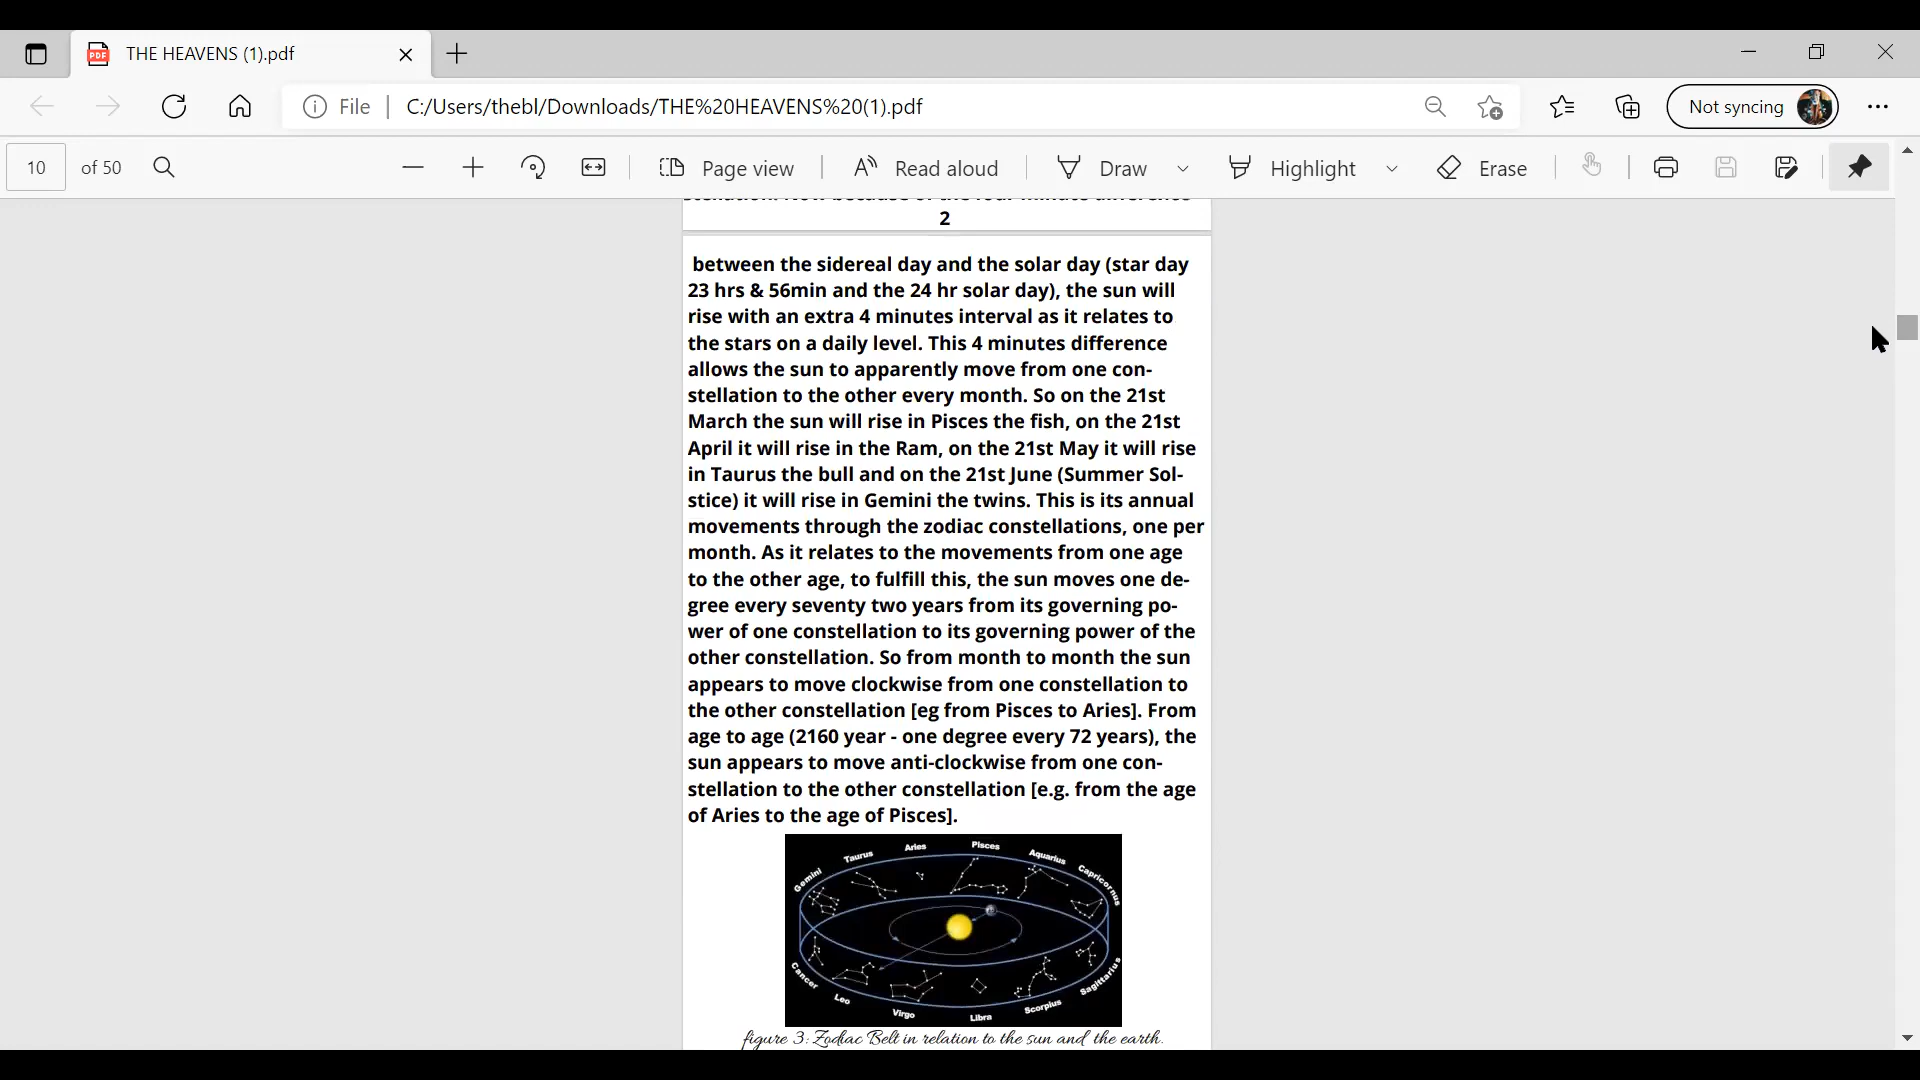 THE HEAVENS (1).pdf
File
C:/Users/thebl/Downloads/THE%20HEAVENS%20(1).pdf
Not syncing
10 of 50
Page view
Read aloud
Draw
Highlight
Erase
2
between the sidereal day and the solar day (star day
23 hrs & 56min and the 24 hr solar day), the sun will
rise with an extra 4 minutes interval as it relates to
the stars on a daily level. This 4 minutes difference
allows the sun to apparently move from one con-
stellation to the other every month. So on the 21st
March the sun will rise in Pisces the fish, on the 21st
April it will rise in the Ram, on the 21st May it will rise
in Taurus the bull and on the 21st June (Summer Sol-
stice) it will rise in Gemini the twins. This is its annual
movements through the zodiac constellations, one per
month. As it relates to the movements from one age
to the other age, to fulfill this, the sun moves one de-
gree every seventy two years from its governing po-
wer of one constellation to its governing power of the
other constellation. So from month to month the sun
appears to move clockwise from one constellation to
the other constellation [eg from Pisces to Aries]. From
age to age (2160 year - one degree every 72 years), the
sun appears to move anti-clockwise from one con-
stellation to the other constellation [e.g. from the age
of Aries to the age of Pisces].
Gemini
Taurus
Aries
Pisces
Aquarius
Capricornus
Cancer
Leo
Virgo
Libra
Scorpius
Sagittarius
figure 3: Zodiac Belt in relation to the sun and the earth.